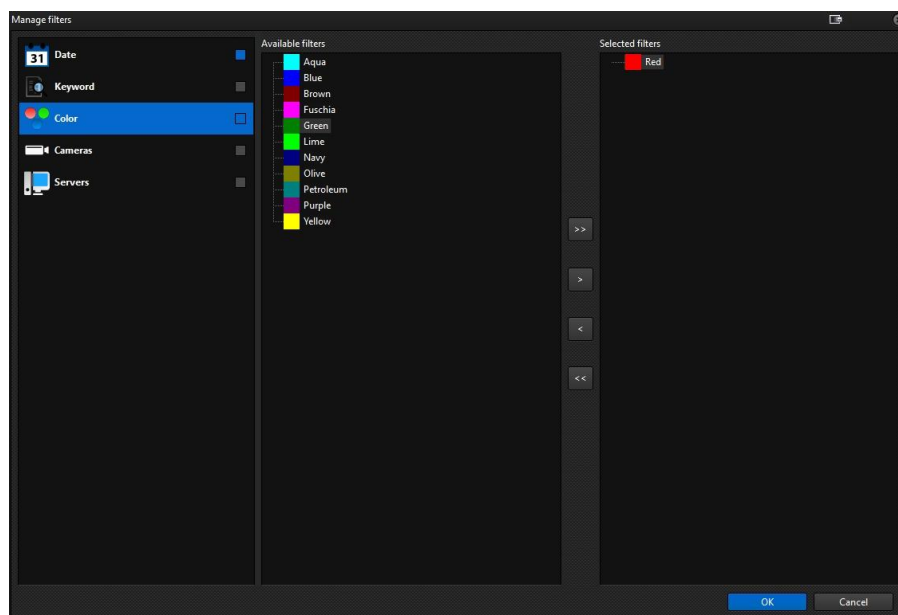 Manage filters
31 Date
Keyword
Color
Cameras
Servers
Available filters
Aqua
Blue
Brown
Fuschia
Green
Lime
Navy
Olive
Petroleum
Purple
Yellow
>>
>
<
<<
Selected filters
Red
OK
Cancel